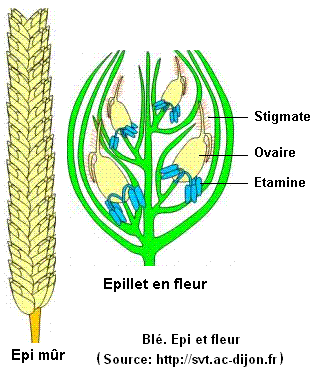 Stigmate
Ovaire
Etamine
Epillet en fleur
Blé. Epi et fleur
Epi mûr
( Source: http://svt.ac-dijon.fr )